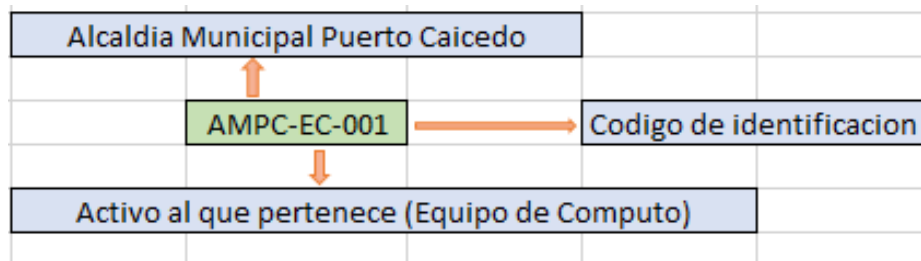 Alcaldia Municipal Puerto Caicedo
AMPC-EC-001
Codigo de identificacion
Activo al que pertenece (Equipo de Computo)